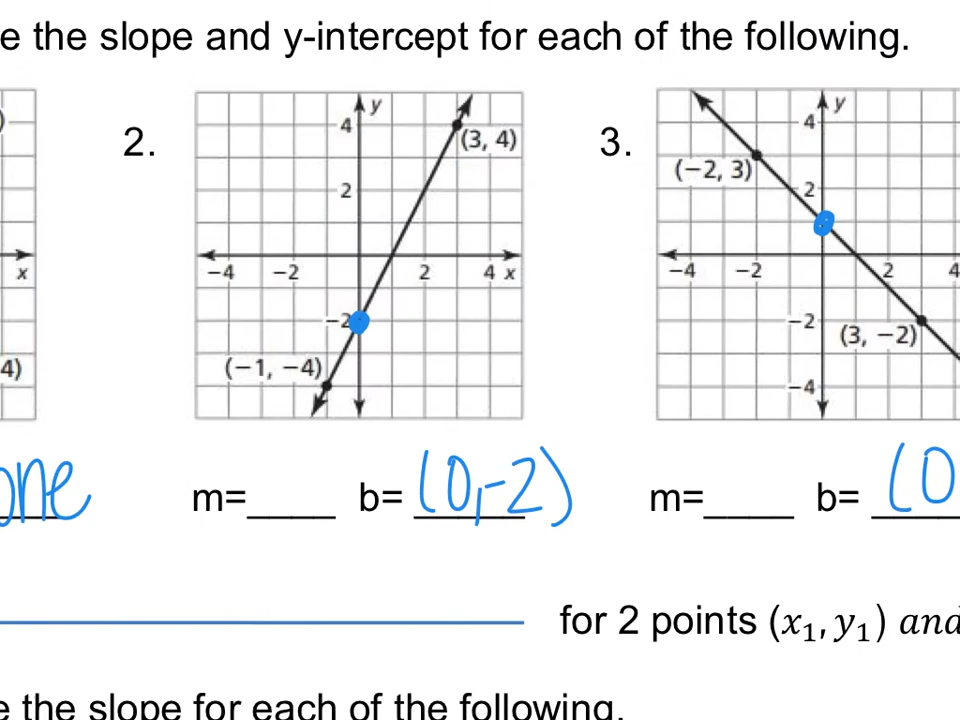 e the slope and y-intercept for each of the following.
2.
y
4
(3, 4)
2
-4 -2 2 4 x
-2
(-1, -4)
3.
y
4
(-2, 3)
2
-4 -2 2 4
-2
(3, -2)
-4
)
x
4)
one
m=____ b= (0,-2)
m=____ b= (0
for 2 points (x₁, y₁) and
e the slope for each of the following.